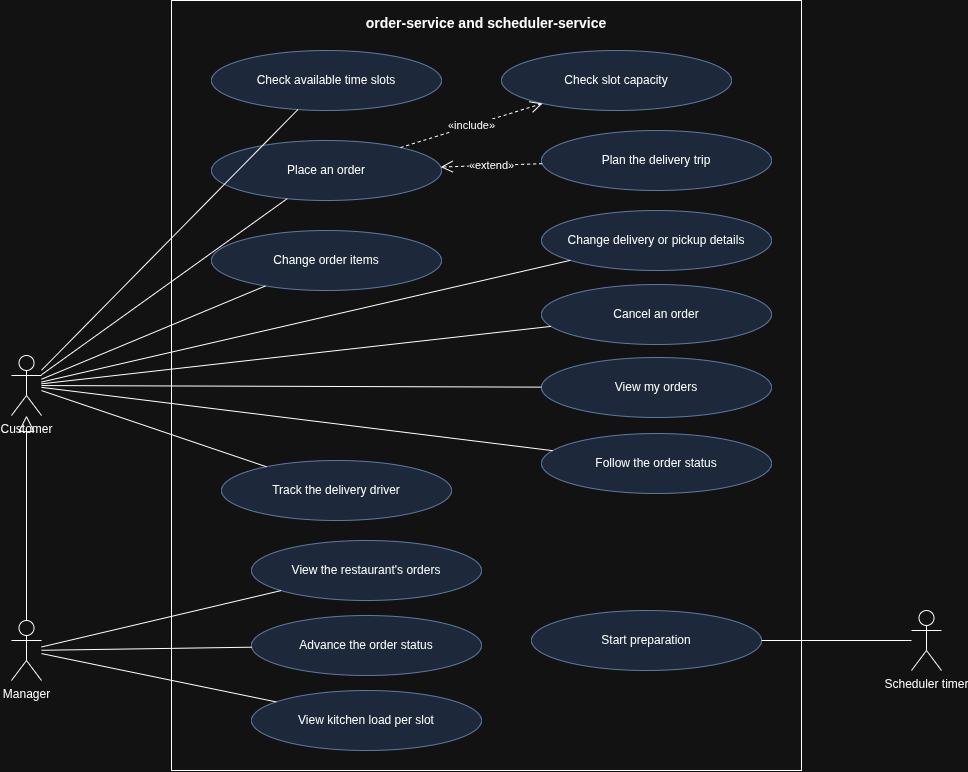 order-service and scheduler-service
Check available time slots
Check slot capacity
«include»
Place an order
«extend»
Plan the delivery trip
Change order items
Change delivery or pickup details
Cancel an order
View my orders
Customer
Follow the order status
Track the delivery driver
View the restaurant's orders
Advance the order status
Start preparation
Manager
Scheduler timer
View kitchen load per slot